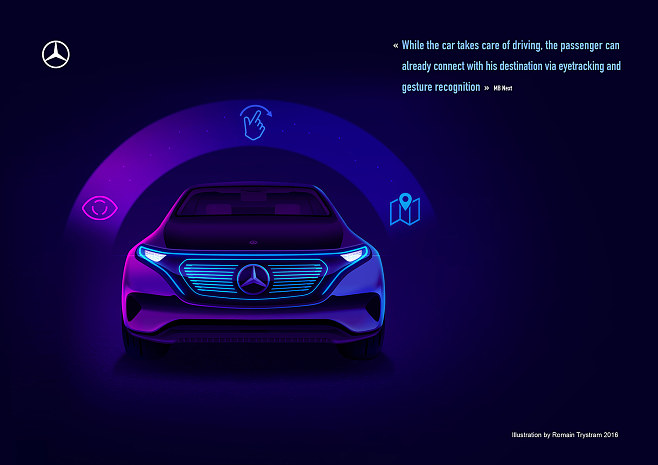 « While the car takes care of driving, the passenger can
already connect with his destination via eyetracking and
gesture recognition » MB Next
Illustration by Romain Trystram 2016